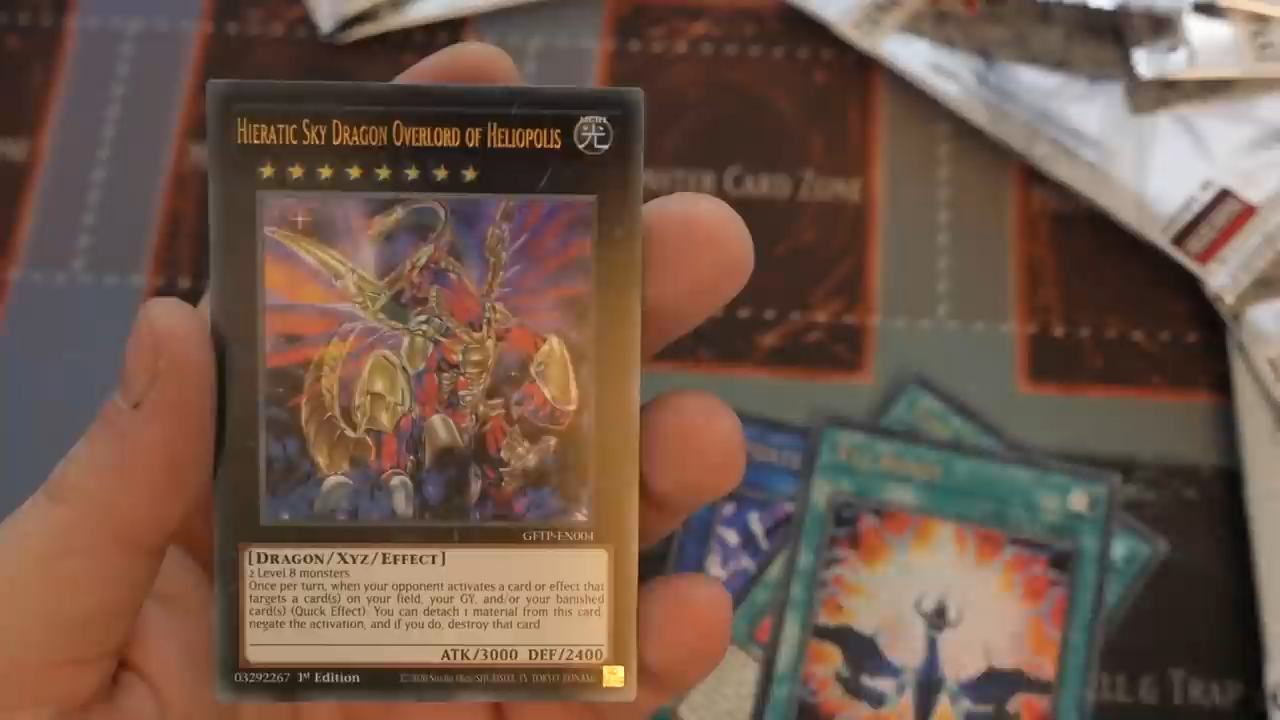 HIERATIC SKY DRAGON OVERLORD OF HELIOPOLIS
光
GFTP-EN004
[DRAGON/XYZ/EFFECT]
2 Level 8 monsters
Once per turn, when your opponent activates a card or effect that
targets a card(s) on your field, your GY, and/or your banished
card(s) (Quick Effect): You can detach 1 material from this card
negate the activation, and if you do, destroy that card
ATK/3000 DEF/2400
03292267 1st Edition
CARD ZONE
& TRAP